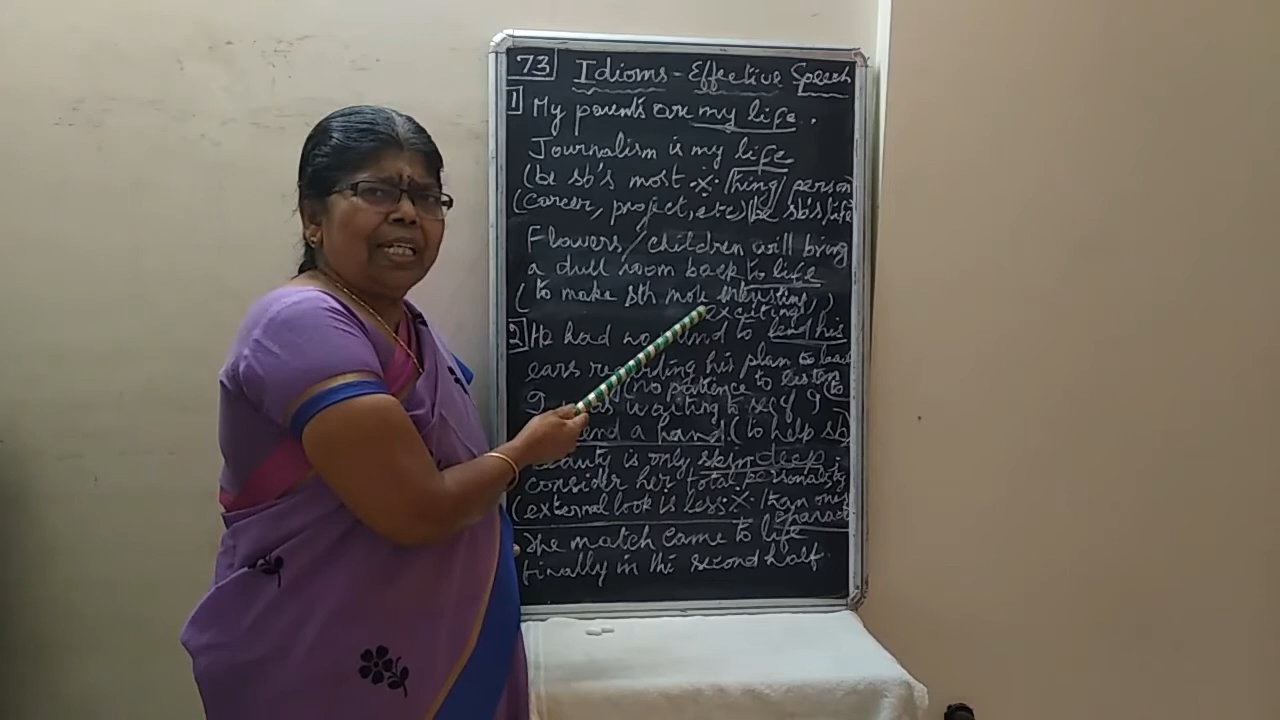 73 Idioms - Effective Speech
1 My parents are my life.
Journalism is my life
(be sb's most ·x· thing/person
(career, project, etc) be sb's life
Flowers/children will bring
a dull room back to life
(to make sth more interesting,)
exciting
2 He had no mind to lend his
ears regarding his plan to
(no patience to listen to
I was waiting to see if I
lend a hand (to help sb)
Beauty is only skin deep.
consider her total personality
(external look is less ·x· than one's
charact
The match came to life
finally in the second half.